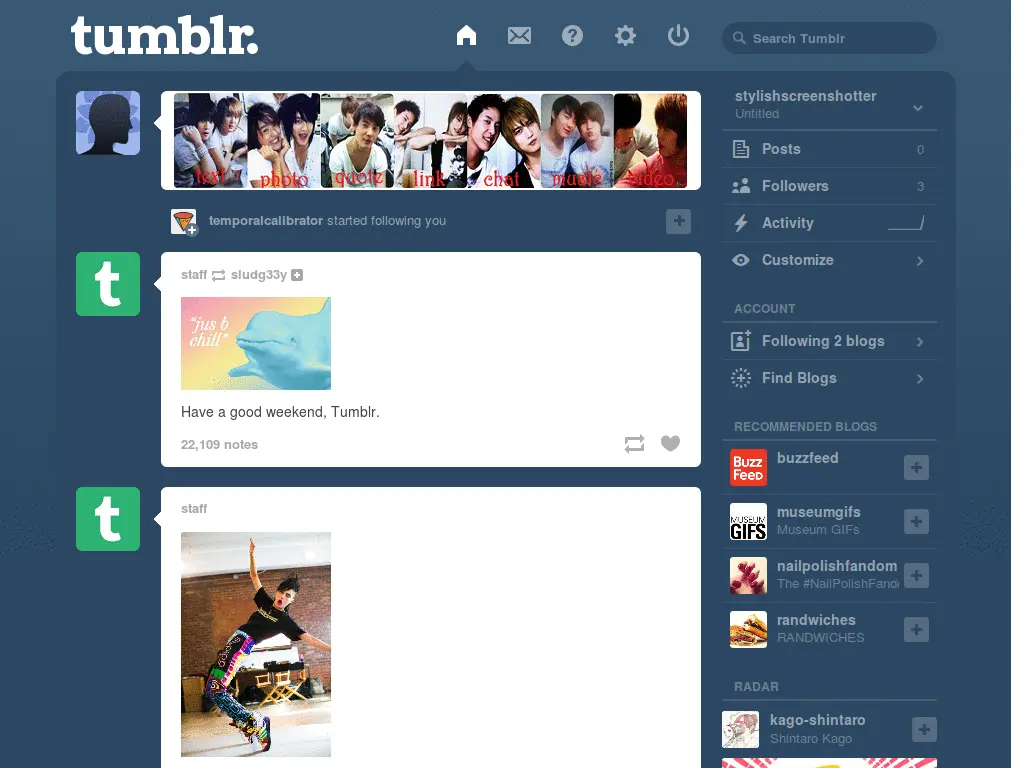 tumblr.
Search Tumblr
text
photo
quote
link
chat
music
video
temporalcalibrator started following you
staff sludg33y
"jus b
chill"
Have a good weekend, Tumblr.
22,109 notes
staff
stylishscreenshotter
Untitled
Posts 0
Followers 3
Activity
Customize
ACCOUNT
Following 2 blogs
Find Blogs
RECOMMENDED BLOGS
BUZZ
FEED
buzzfeed
MUSEUM
GIFS
museumgifs
Museum GIFs
nailpolishfandom
The #NailPolishFand
randwiches
RANDWICHES
RADAR
kago-shintaro
Shintaro Kago